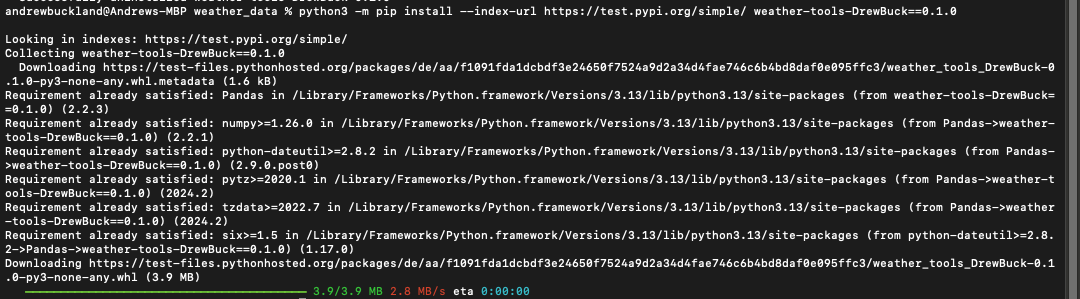 andrewbuckland@Andrews-MBP weather_data % python3 -m pip install --index-url https://test.pypi.org/simple/ weather-tools-DrewBuck==0.1.0
Looking in indexes: https://test.pypi.org/simple/
Collecting weather-tools-DrewBuck==0.1.0
  Downloading https://test-files.pythonhosted.org/packages/de/aa/f1091fda1dcbdf3e24650f7524a9d2a34d4fae746c6b4bd8daf0e095ffc3/weather_tools_DrewBuck-0
.1.0-py3-none-any.whl.metadata (1.6 kB)
Requirement already satisfied: Pandas in /Library/Frameworks/Python.framework/Versions/3.13/lib/python3.13/site-packages (from weather-tools-DrewBuck=
=0.1.0) (2.2.3)
Requirement already satisfied: numpy>=1.26.0 in /Library/Frameworks/Python.framework/Versions/3.13/lib/python3.13/site-packages (from Pandas->weather-
tools-DrewBuck==0.1.0) (2.2.1)
Requirement already satisfied: python-dateutil>=2.8.2 in /Library/Frameworks/Python.framework/Versions/3.13/lib/python3.13/site-packages (from Pandas-
>weather-tools-DrewBuck==0.1.0) (2.9.0.post0)
Requirement already satisfied: pytz>=2020.1 in /Library/Frameworks/Python.framework/Versions/3.13/lib/python3.13/site-packages (from Pandas->weather-t
ools-DrewBuck==0.1.0) (2024.2)
Requirement already satisfied: tzdata>=2022.7 in /Library/Frameworks/Python.framework/Versions/3.13/lib/python3.13/site-packages (from Pandas->weather
-tools-DrewBuck==0.1.0) (2024.2)
Requirement already satisfied: six>=1.5 in /Library/Frameworks/Python.framework/Versions/3.13/lib/python3.13/site-packages (from python-dateutil>=2.8.
2->Pandas->weather-tools-DrewBuck==0.1.0) (1.17.0)
Downloading https://test-files.pythonhosted.org/packages/de/aa/f1091fda1dcbdf3e24650f7524a9d2a34d4fae746c6b4bd8daf0e095ffc3/weather_tools_DrewBuck-0.1
.0-py3-none-any.whl (3.9 MB)
3.9/3.9 MB 2.8 MB/s eta 0:00:00